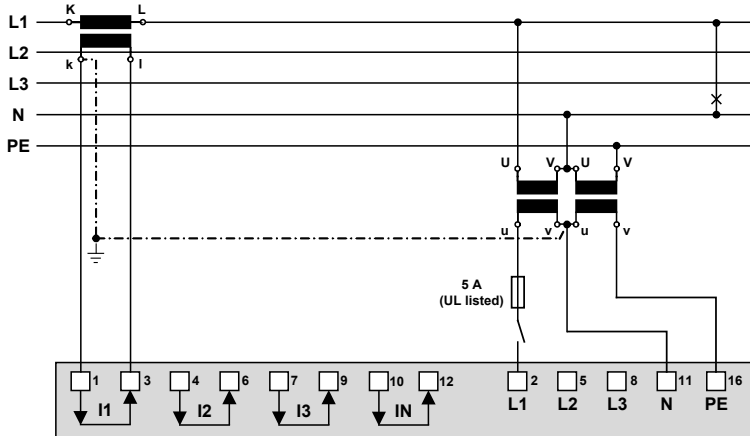 K L
L1
L2
k l
L3
N
PE
U V U V
u v u v
5 A
(UL listed)
1 3 4 6 7 9 10 12 2 5 8 11 16
I1 I2 I3 IN L1 L2 L3 N PE